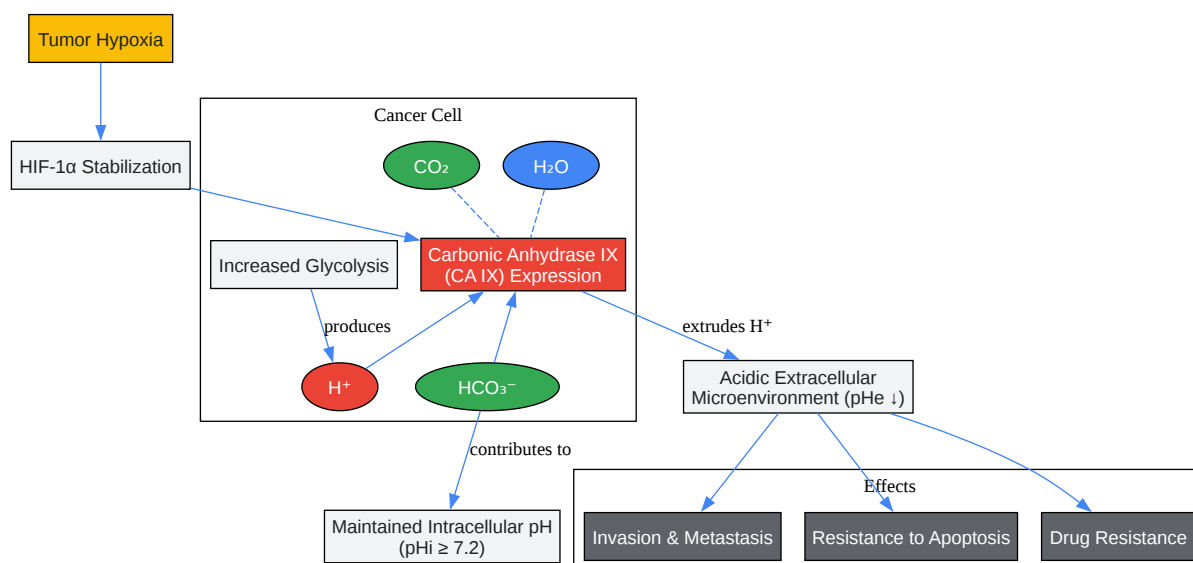 Tumor Hypoxia
HIF-1α Stabilization
Cancer Cell
CO₂
H₂O
Increased Glycolysis
Carbonic Anhydrase IX
(CA IX) Expression
produces
extrudes H⁺
H⁺
HCO₃⁻
Acidic Extracellular
Microenvironment (pHe ↓)
contributes to
Maintained Intracellular pH
(pHi ≥ 7.2)
Effects
Invasion & Metastasis
Resistance to Apoptosis
Drug Resistance